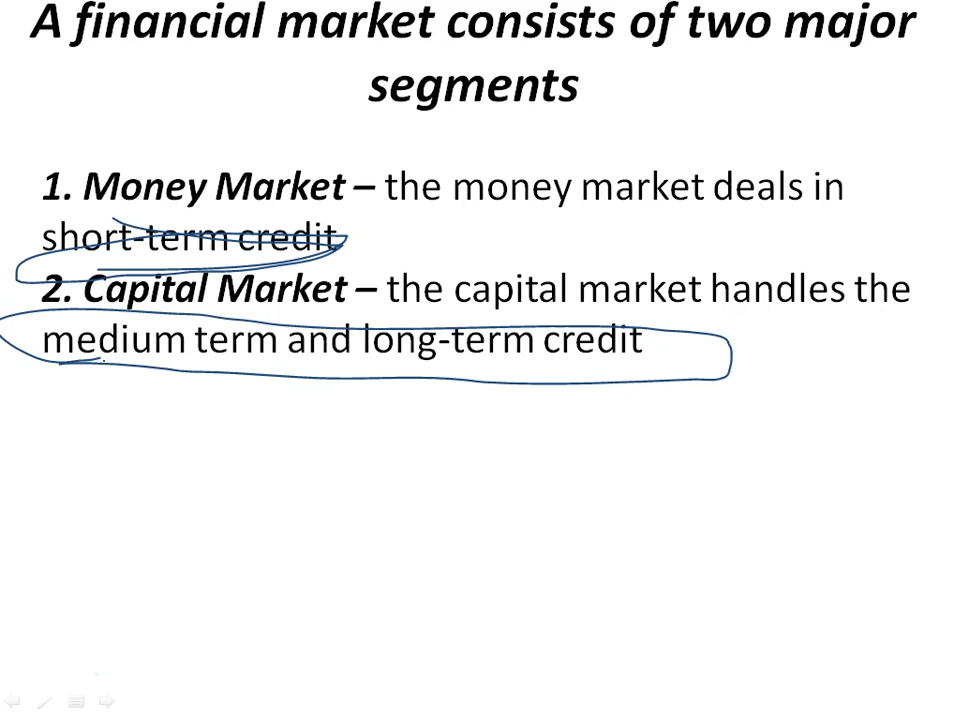 A financial market consists of two major
segments
1. Money Market – the money market deals in
short-term credit
2. Capital Market – the capital market handles the
medium term and long-term credit